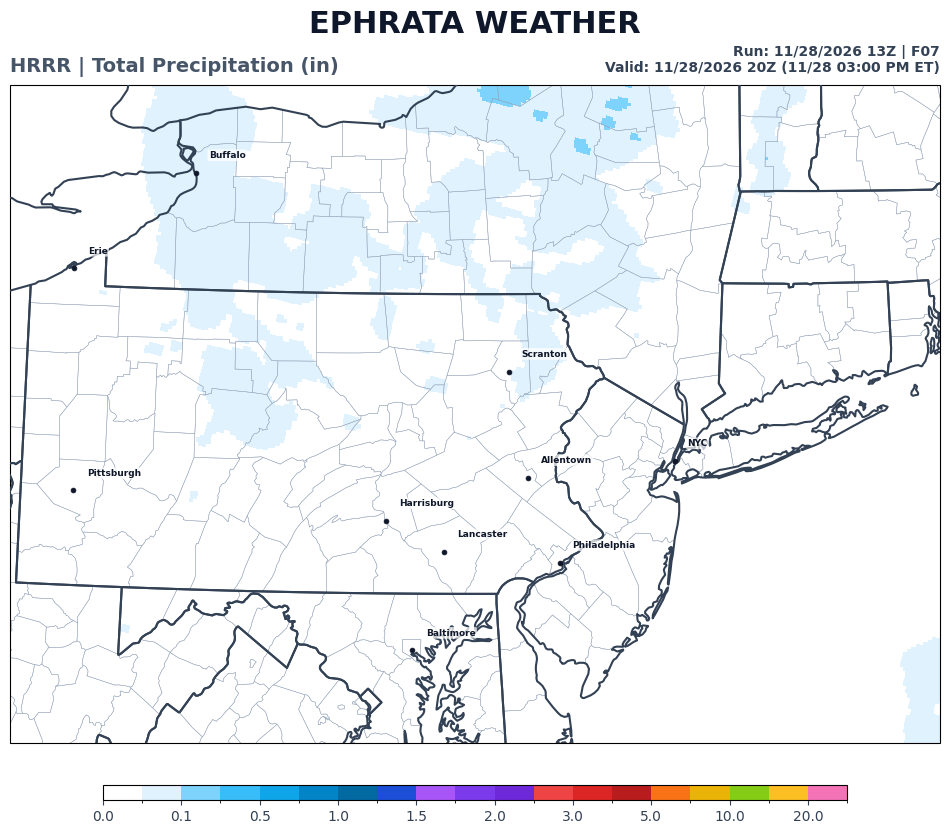 EPHRATA WEATHER
HRRR | Total Precipitation (in)
Run: 11/28/2026 13Z | F07
Valid: 11/28/2026 20Z (11/28 03:00 PM ET)
Buffalo
Erie
Scranton
NYC
Allentown
Pittsburgh
Harrisburg
Lancaster
Philadelphia
Baltimore
0.0 0.1 0.5 1.0 1.5 2.0 3.0 5.0 10.0 20.0